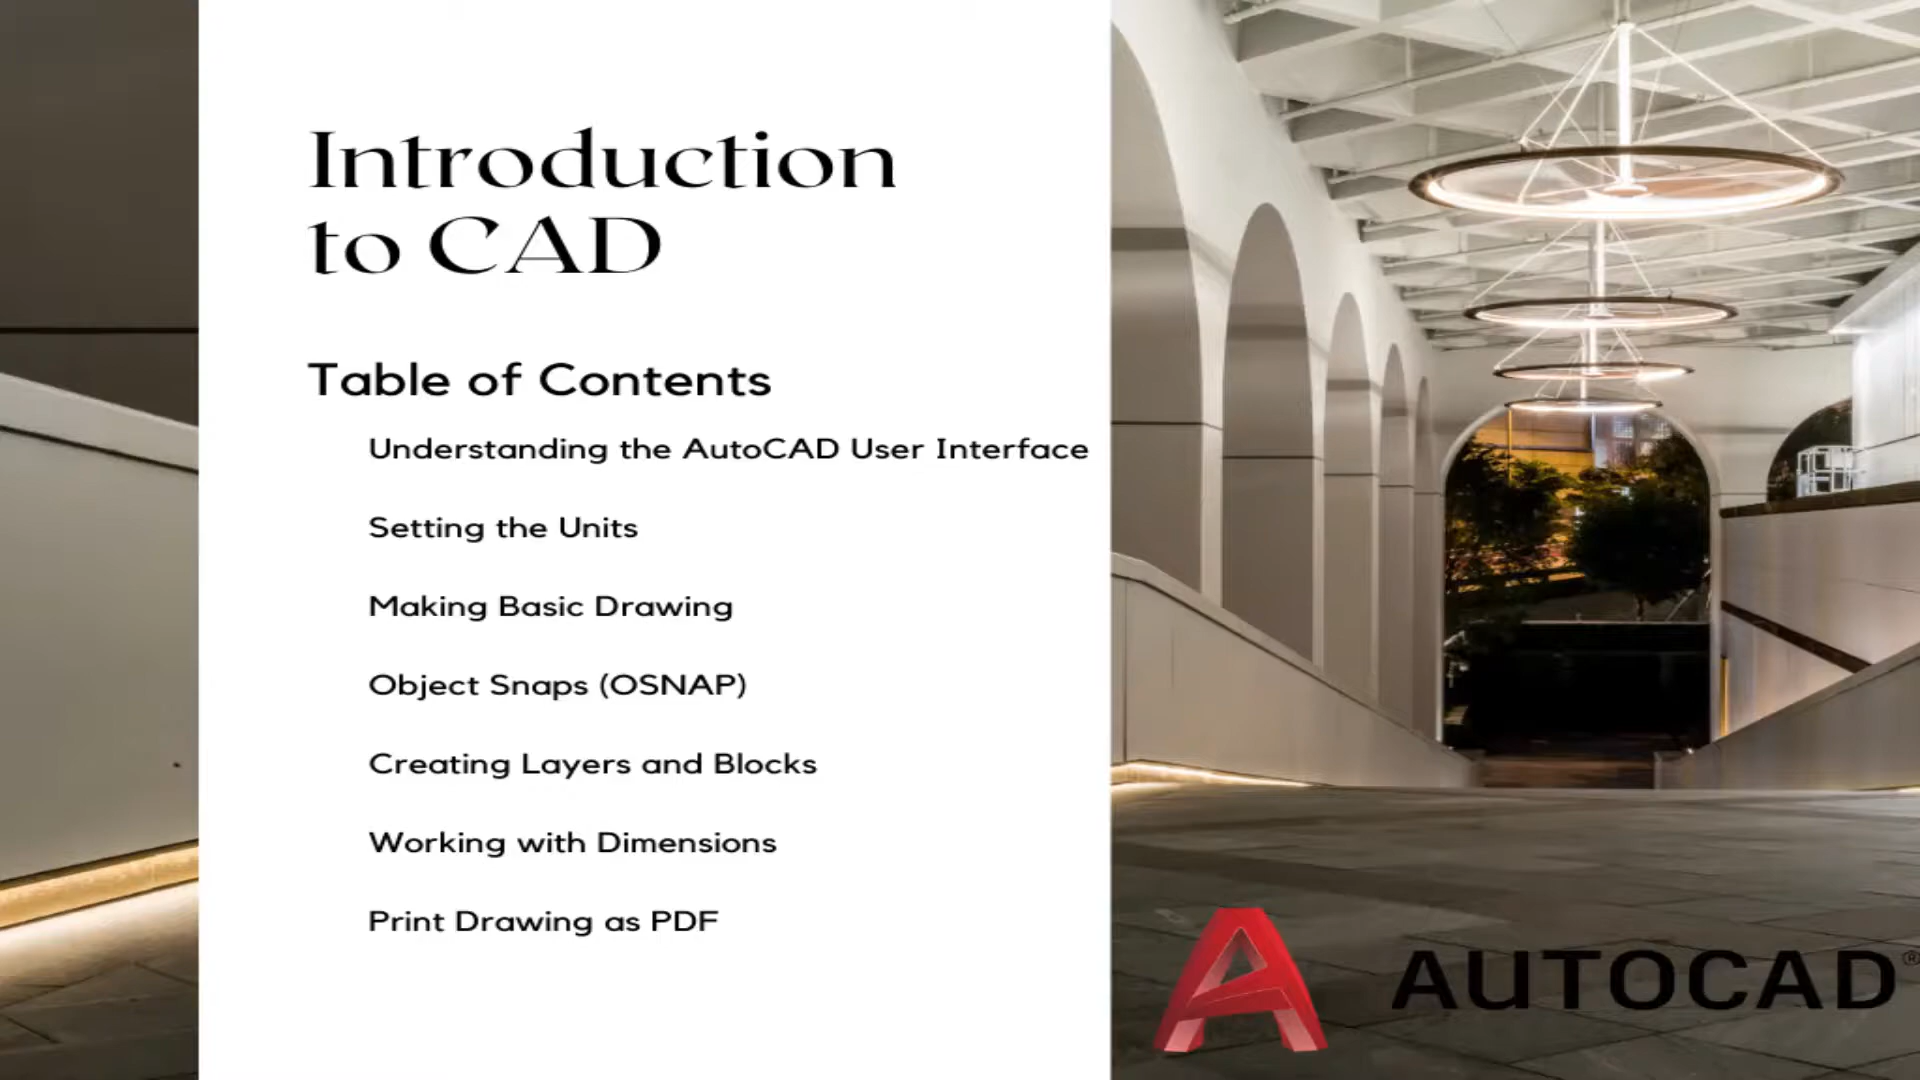 Introduction
to CAD
Table of Contents
Understanding the AutoCAD User Interface
Setting the Units
Making Basic Drawing
Object Snaps (OSNAP)
Creating Layers and Blocks
Working with Dimensions
Print Drawing as PDF
AUTOCAD®